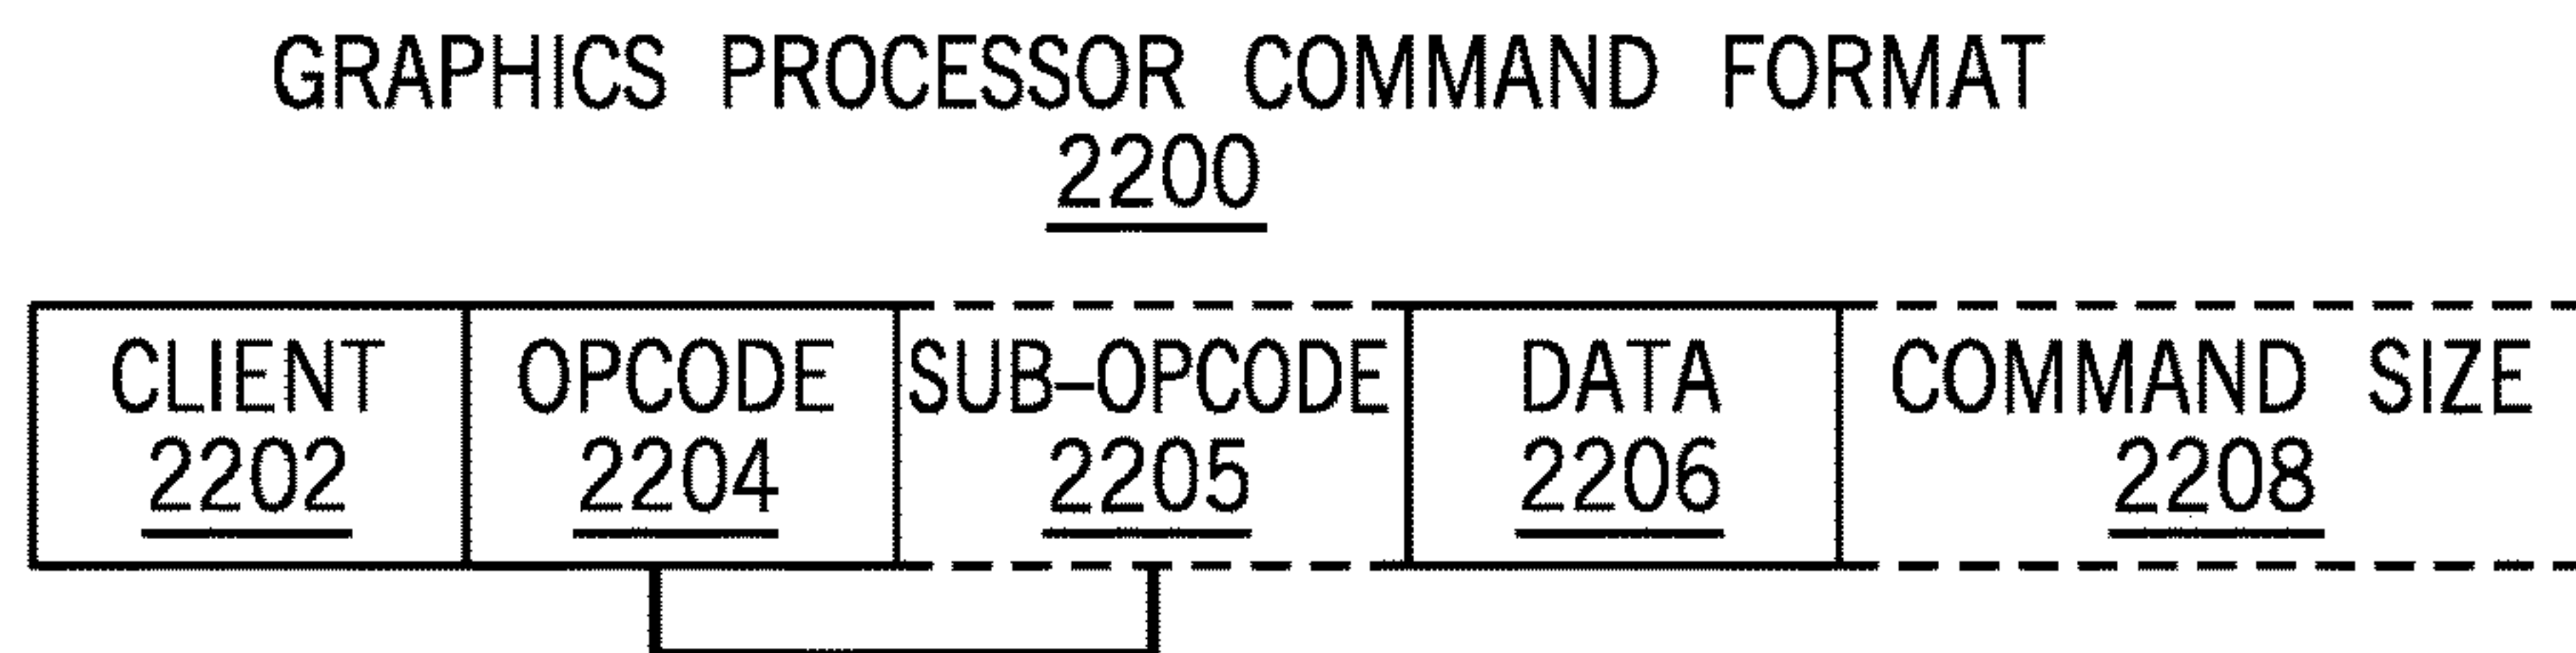 GRAPHICS PROCESSOR COMMAND FORMAT
2200
CLIENT OPCODE SUB-OPCODE DATA COMMAND SIZE
2202 2204 2205 2206 2208